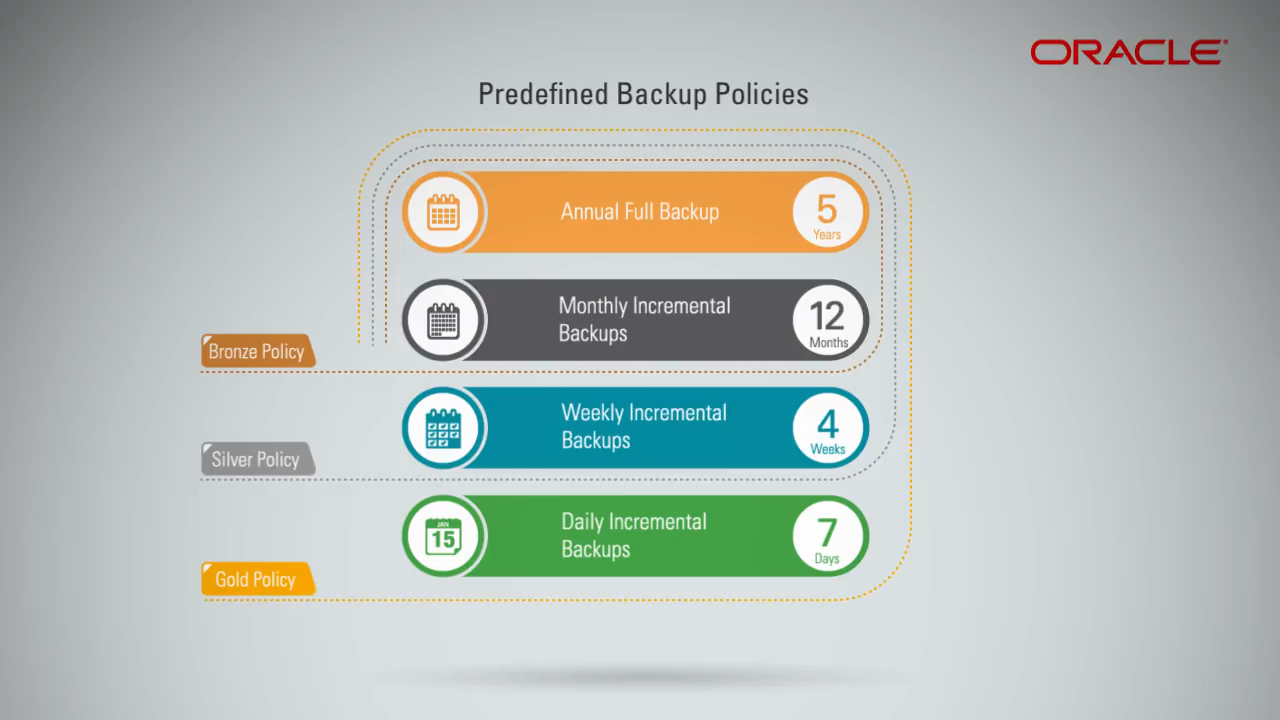 ORACLE
Predefined Backup Policies
Annual Full Backup
5
Years
Monthly Incremental
Backups
12
Months
Bronze Policy
Weekly Incremental
Backups
4
Weeks
Silver Policy
JAN
15
Daily Incremental
Backups
7
Days
Gold Policy